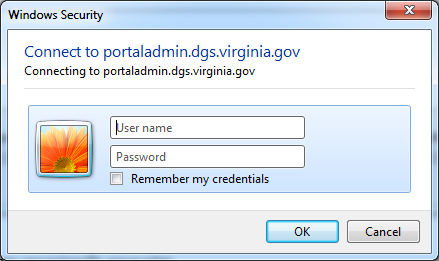 Windows Security
Connect to portaladmin.dgs.virginia.gov
Connecting to portaladmin.dgs.virginia.gov
User name
Password
Remember my credentials
OK
Cancel